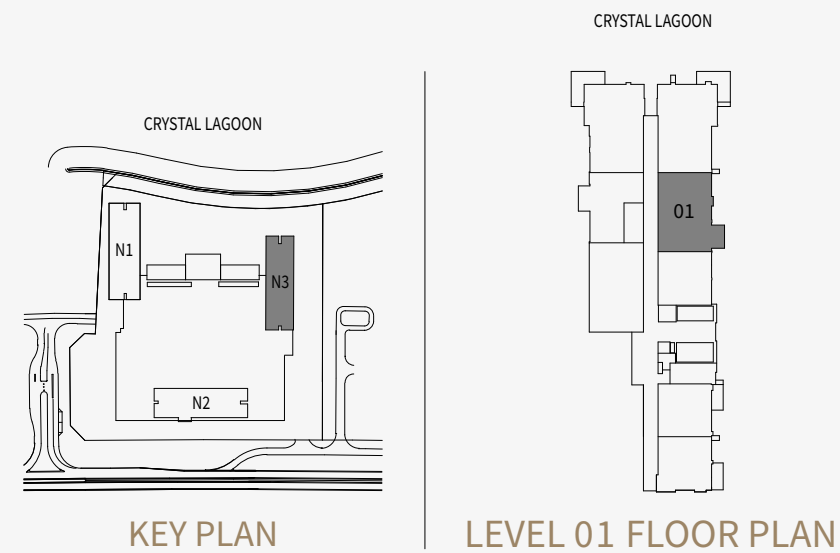 CRYSTAL LAGOON
N1
N3
N2
KEY PLAN
CRYSTAL LAGOON
01
LEVEL 01 FLOOR PLAN